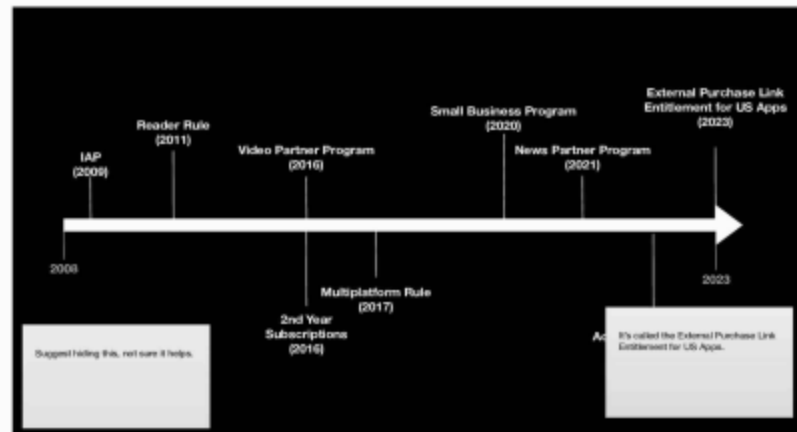 External Purchase Link
Entitlement for US Apps
(2023)
Small Business Program
(2020)
Reader Rule
(2011)
Video Partner Program
(2016)
News Partner Program
(2021)
IAP
(2009)
2008
2023
Multiplatform Rule
(2017)
2nd Year
Subscriptions
(2016)
Suggest hiding this, not sure it helps.
It's called the External Purchase Link
Entitlement for US Apps.